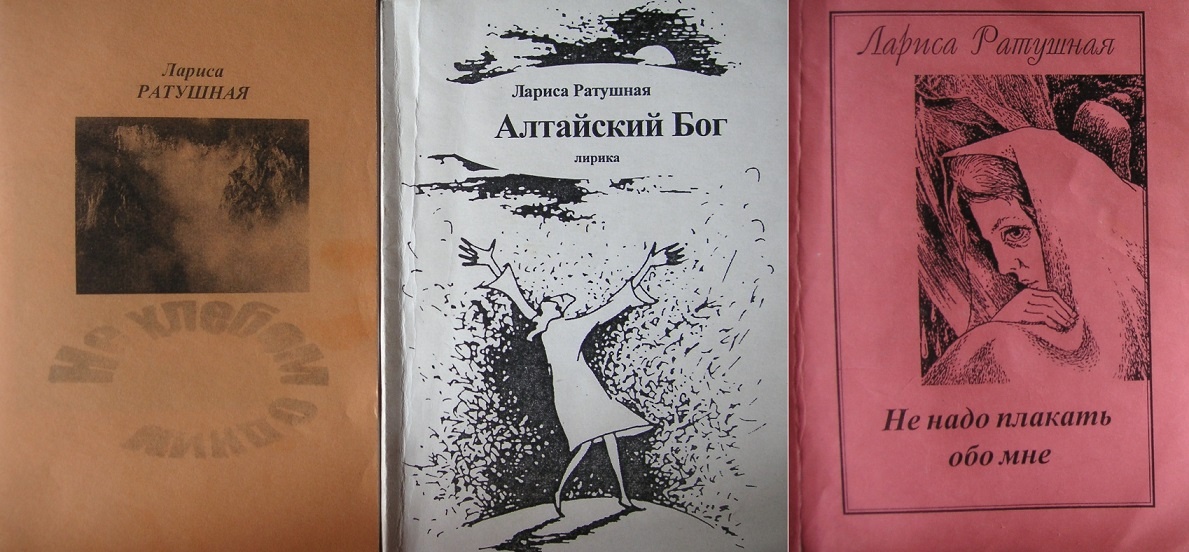 Лариса
РАТУШНАЯ
Не хлебом
одним
Лариса Ратушная
Алтайский Бог
лирика
Лариса Ратушная
Не надо плакать
обо мне